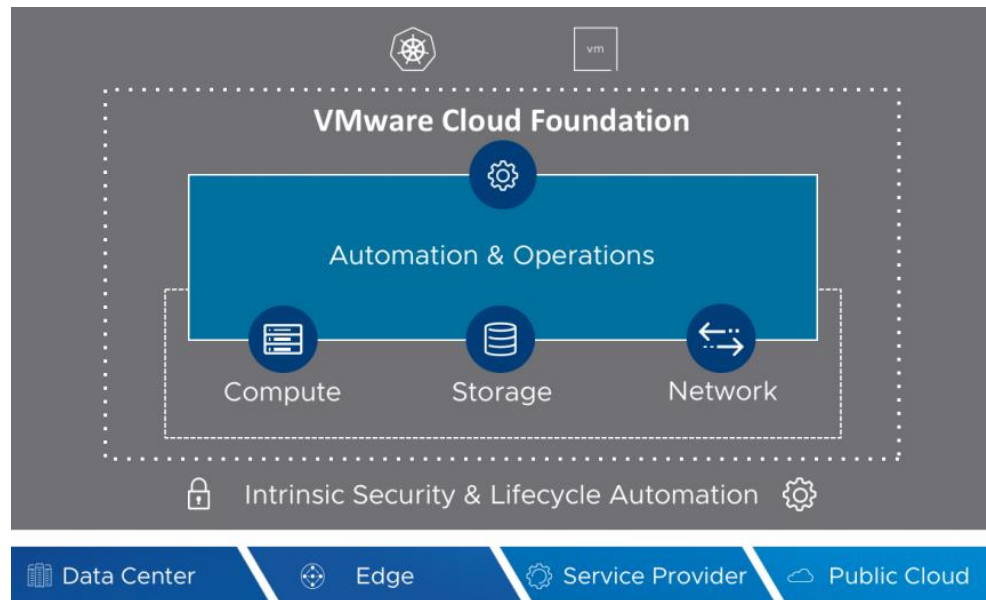 vm
VMware Cloud Foundation
Automation & Operations
Compute
Storage
Network
Intrinsic Security & Lifecycle Automation
Data Center
Edge
Service Provider
Public Cloud